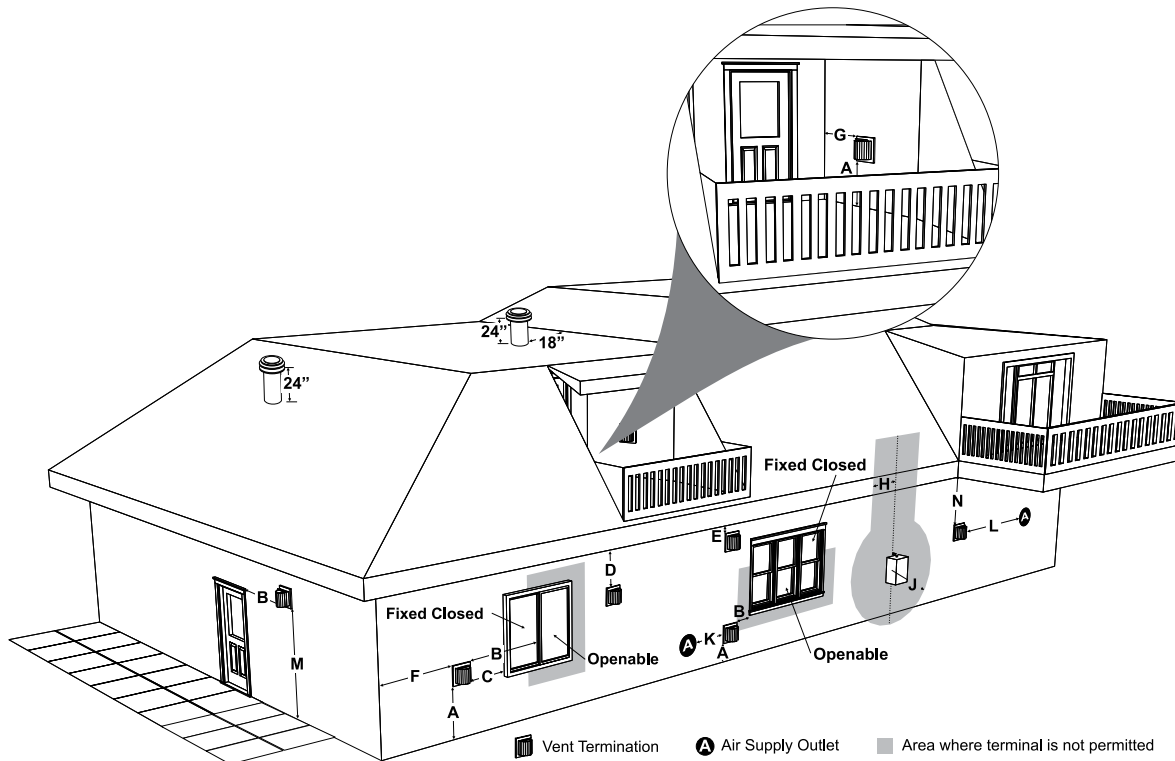 G
A
24”
18”
24”
Fixed Closed
H
N
L
A
E
D
J.
B
Fixed Closed
B
K
A
A
Openable
B
Openable
M
F
C
A
Vent Termination
A Air Supply Outlet
Area where terminal is not permitted